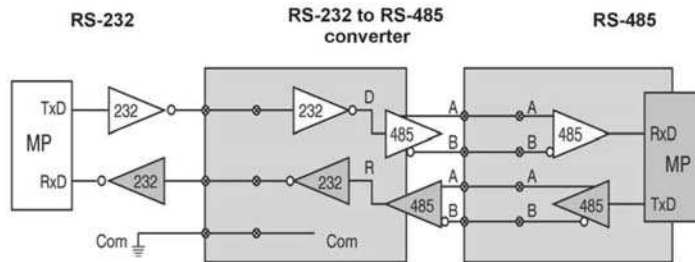 RS-232
RS-232 to RS-485
converter
RS-485
TxD
232
232
D
485
A
A
485
RxD
B
B
MP
MP
RxD
232
232
R
485
A
A
485
TxD
B
B
Com
Com